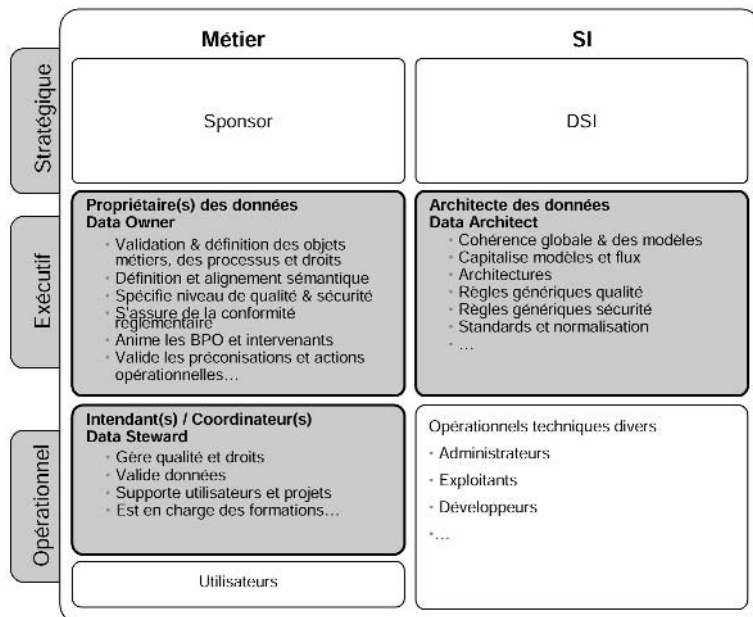 Métier
SI
Stratégique
Sponsor
DSI
Exécutif
Propriétaire(s) des données
Data Owner
• Validation & définition des objets
métiers, des processus et droits
• Définition et alignement sémantique
• Spécifie niveau de qualité & sécurité
• S'assure de la conformité
réglementaire
• Anime les BPO et intervenants
• Valide les préconisations et actions
opérationnelles…
Architecte des données
Data Architect
• Cohérence globale & des modèles
• Capitalise modèles et flux
• Architectures
• Règles génériques qualité
• Règles génériques sécurité
• Standards et normalisation
• …
Opérationnel
Intendant(s) / Coordinateur(s)
Data Steward
• Gère qualité et droits
• Valide données
• Supporte utilisateurs et projets
• Est en charge des formations…
Utilisateurs
Opérationnels techniques divers
• Administrateurs
• Exploitants
• Développeurs
•…